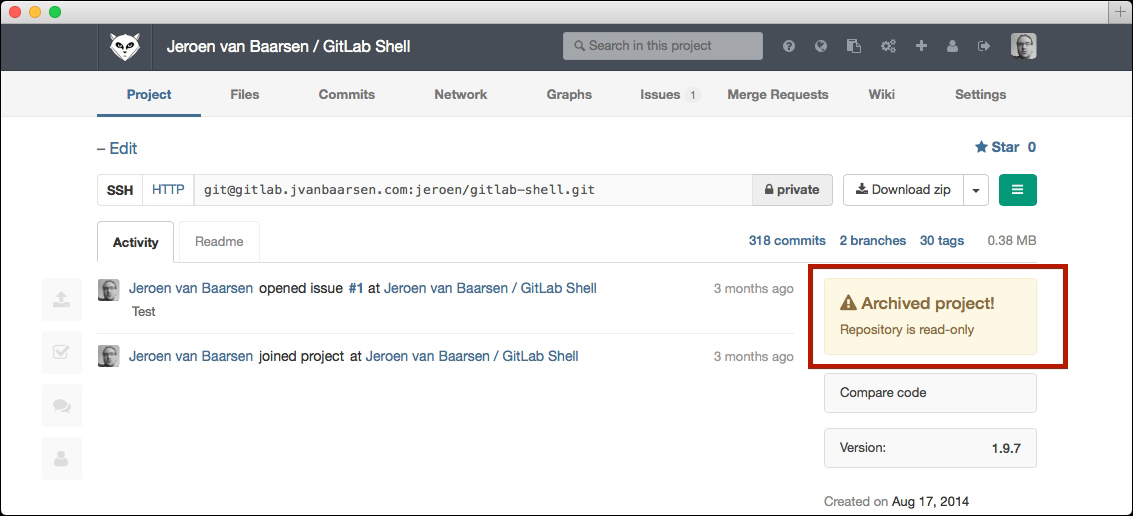 Jeroen van Baarsen / GitLab Shell
Search in this project
Project Files Commits Network Graphs Issues 1 Merge Requests Wiki Settings
– Edit
Star 0
SSH HTTP git@gitlab.jvanbaarsen.com:jeroen/gitlab-shell.git private Download zip
Activity Readme
318 commits 2 branches 30 tags 0.38 MB
Jeroen van Baarsen opened issue #1 at Jeroen van Baarsen / GitLab Shell 3 months ago
Test
Jeroen van Baarsen joined project at Jeroen van Baarsen / GitLab Shell 3 months ago
Archived project!
Repository is read-only
Compare code
Version: 1.9.7
Created on Aug 17, 2014